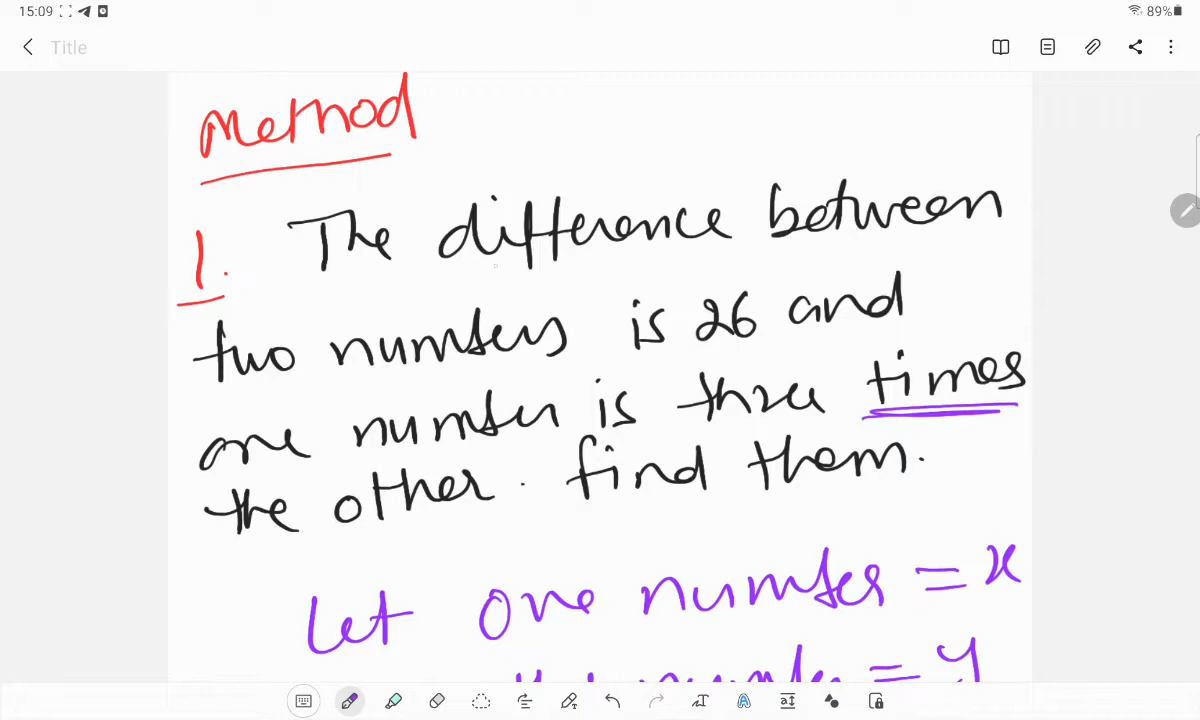 15:09
89%
Title
Method
1. The difference between
two numbers is 26 and
one number is three times
the other. find them.
Let one number = x
number = y